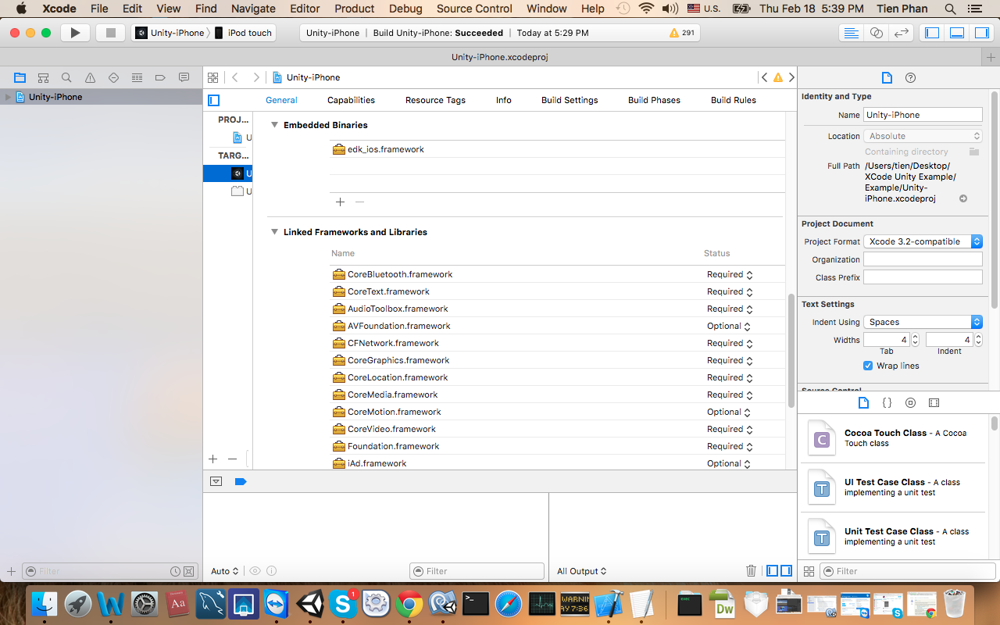 Xcode File Edit View Find Navigate Editor Product Debug Source Control Window Help U.S. Thu Feb 18 5:39 PM Tien Phan
Unity-iPhone iPod touch
Unity-iPhone | Build Unity-iPhone: Succeeded | Today at 5:29 PM 291
Unity-iPhone.xcodeproj
Unity-iPhone
Unity-iPhone
General Capabilities Resource Tags Info Build Settings Build Phases Build Rules
PROJ...
U
TARG...
U
U
Embedded Binaries
edk_ios.framework
Linked Frameworks and Libraries
Name Status
CoreBluetooth.framework Required
CoreText.framework Required
AudioToolbox.framework Required
AVFoundation.framework Optional
CFNetwork.framework Required
CoreGraphics.framework Required
CoreLocation.framework Required
CoreMedia.framework Required
CoreMotion.framework Optional
CoreVideo.framework Required
Foundation.framework Required
iAd.framework Optional
Identity and Type
Name Unity-iPhone
Location Absolute
Containing directory
Full Path /Users/tien/Desktop/
XCode Unity Example/
Example/Unity-
iPhone.xcodeproj
Project Document
Project Format Xcode 3.2-compatible
Organization
Class Prefix
Text Settings
Indent Using Spaces
Widths 4 4
Tab Indent
Wrap lines
Source Control
{ }
C
Cocoa Touch Class - A Cocoa
Touch class
T
UI Test Case Class - A class
implementing a unit test
T
Unit Test Case Class - A class
implementing a unit test
Filter
Auto
Filter
All Output
Filter
W
Aa
S
1
WARNIN
AY 7:36
exec
Dw
S